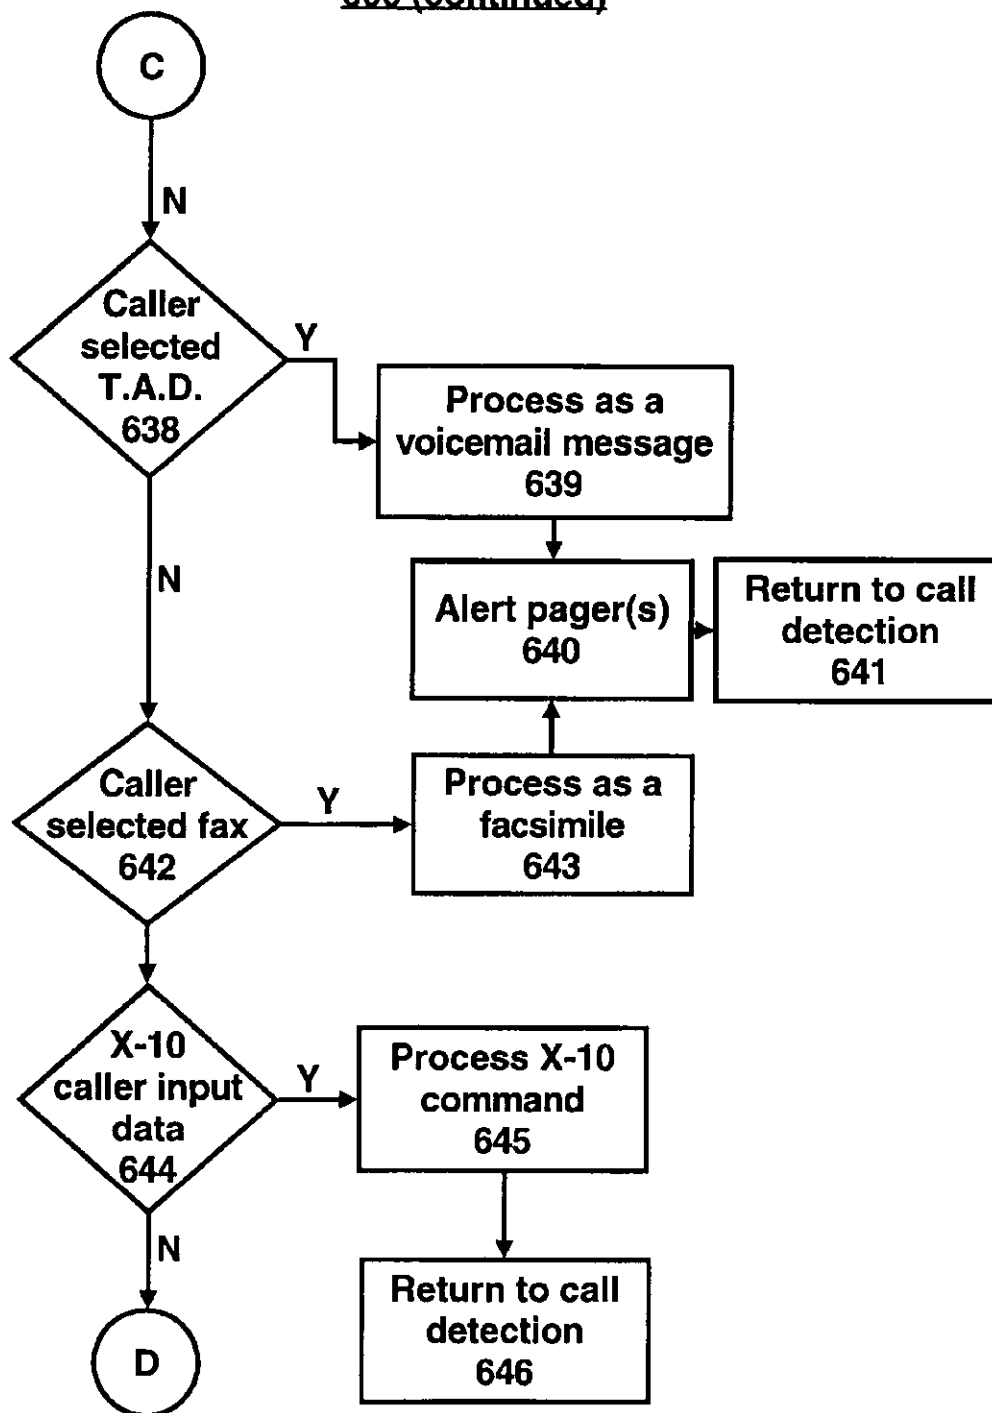 (continued)
C
N
Caller
selected
T.A.D.
638
Y
Process as a
voicemail message
639
N
Alert pager(s)
640
Return to call
detection
641
Caller
selected fax
642
Y
Process as a
facsimile
643
X-10
caller input
data
644
Y
Process X-10
command
645
N
Return to call
detection
646
D